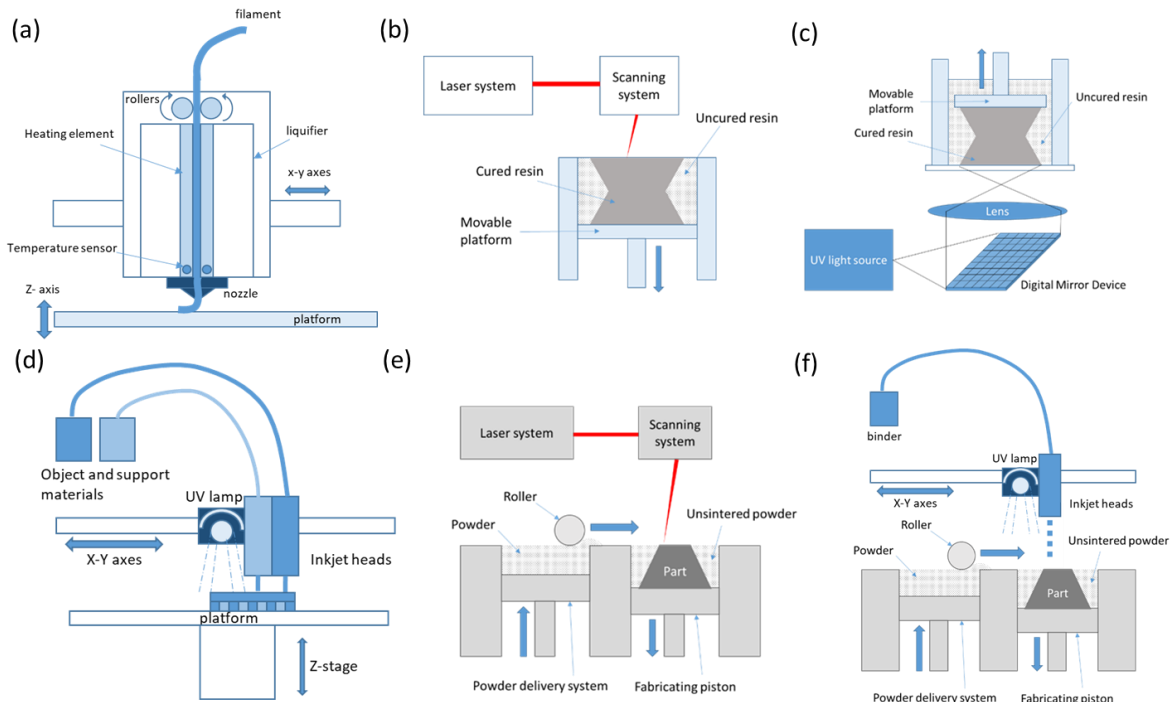 (a)
filament
rollers
Heating element
liquifier
x-y axes
Temperature sensor
nozzle
Z- axis
platform
(b)
Laser system
Scanning
system
Uncured resin
Cured resin
Movable
platform
(c)
Movable
platform
Uncured resin
Cured resin
Lens
UV light source
Digital Mirror Device
(d)
Object and support
materials
UV lamp
X-Y axes
Inkjet heads
platform
Z-stage
(e)
Laser system
Scanning
system
Roller
Powder
Unsintered powder
Part
Powder delivery system
Fabricating piston
(f)
binder
UV lamp
X-Y axes
Inkjet heads
Roller
Powder
Unsintered powder
Part
Powder delivery system
Fabricating piston